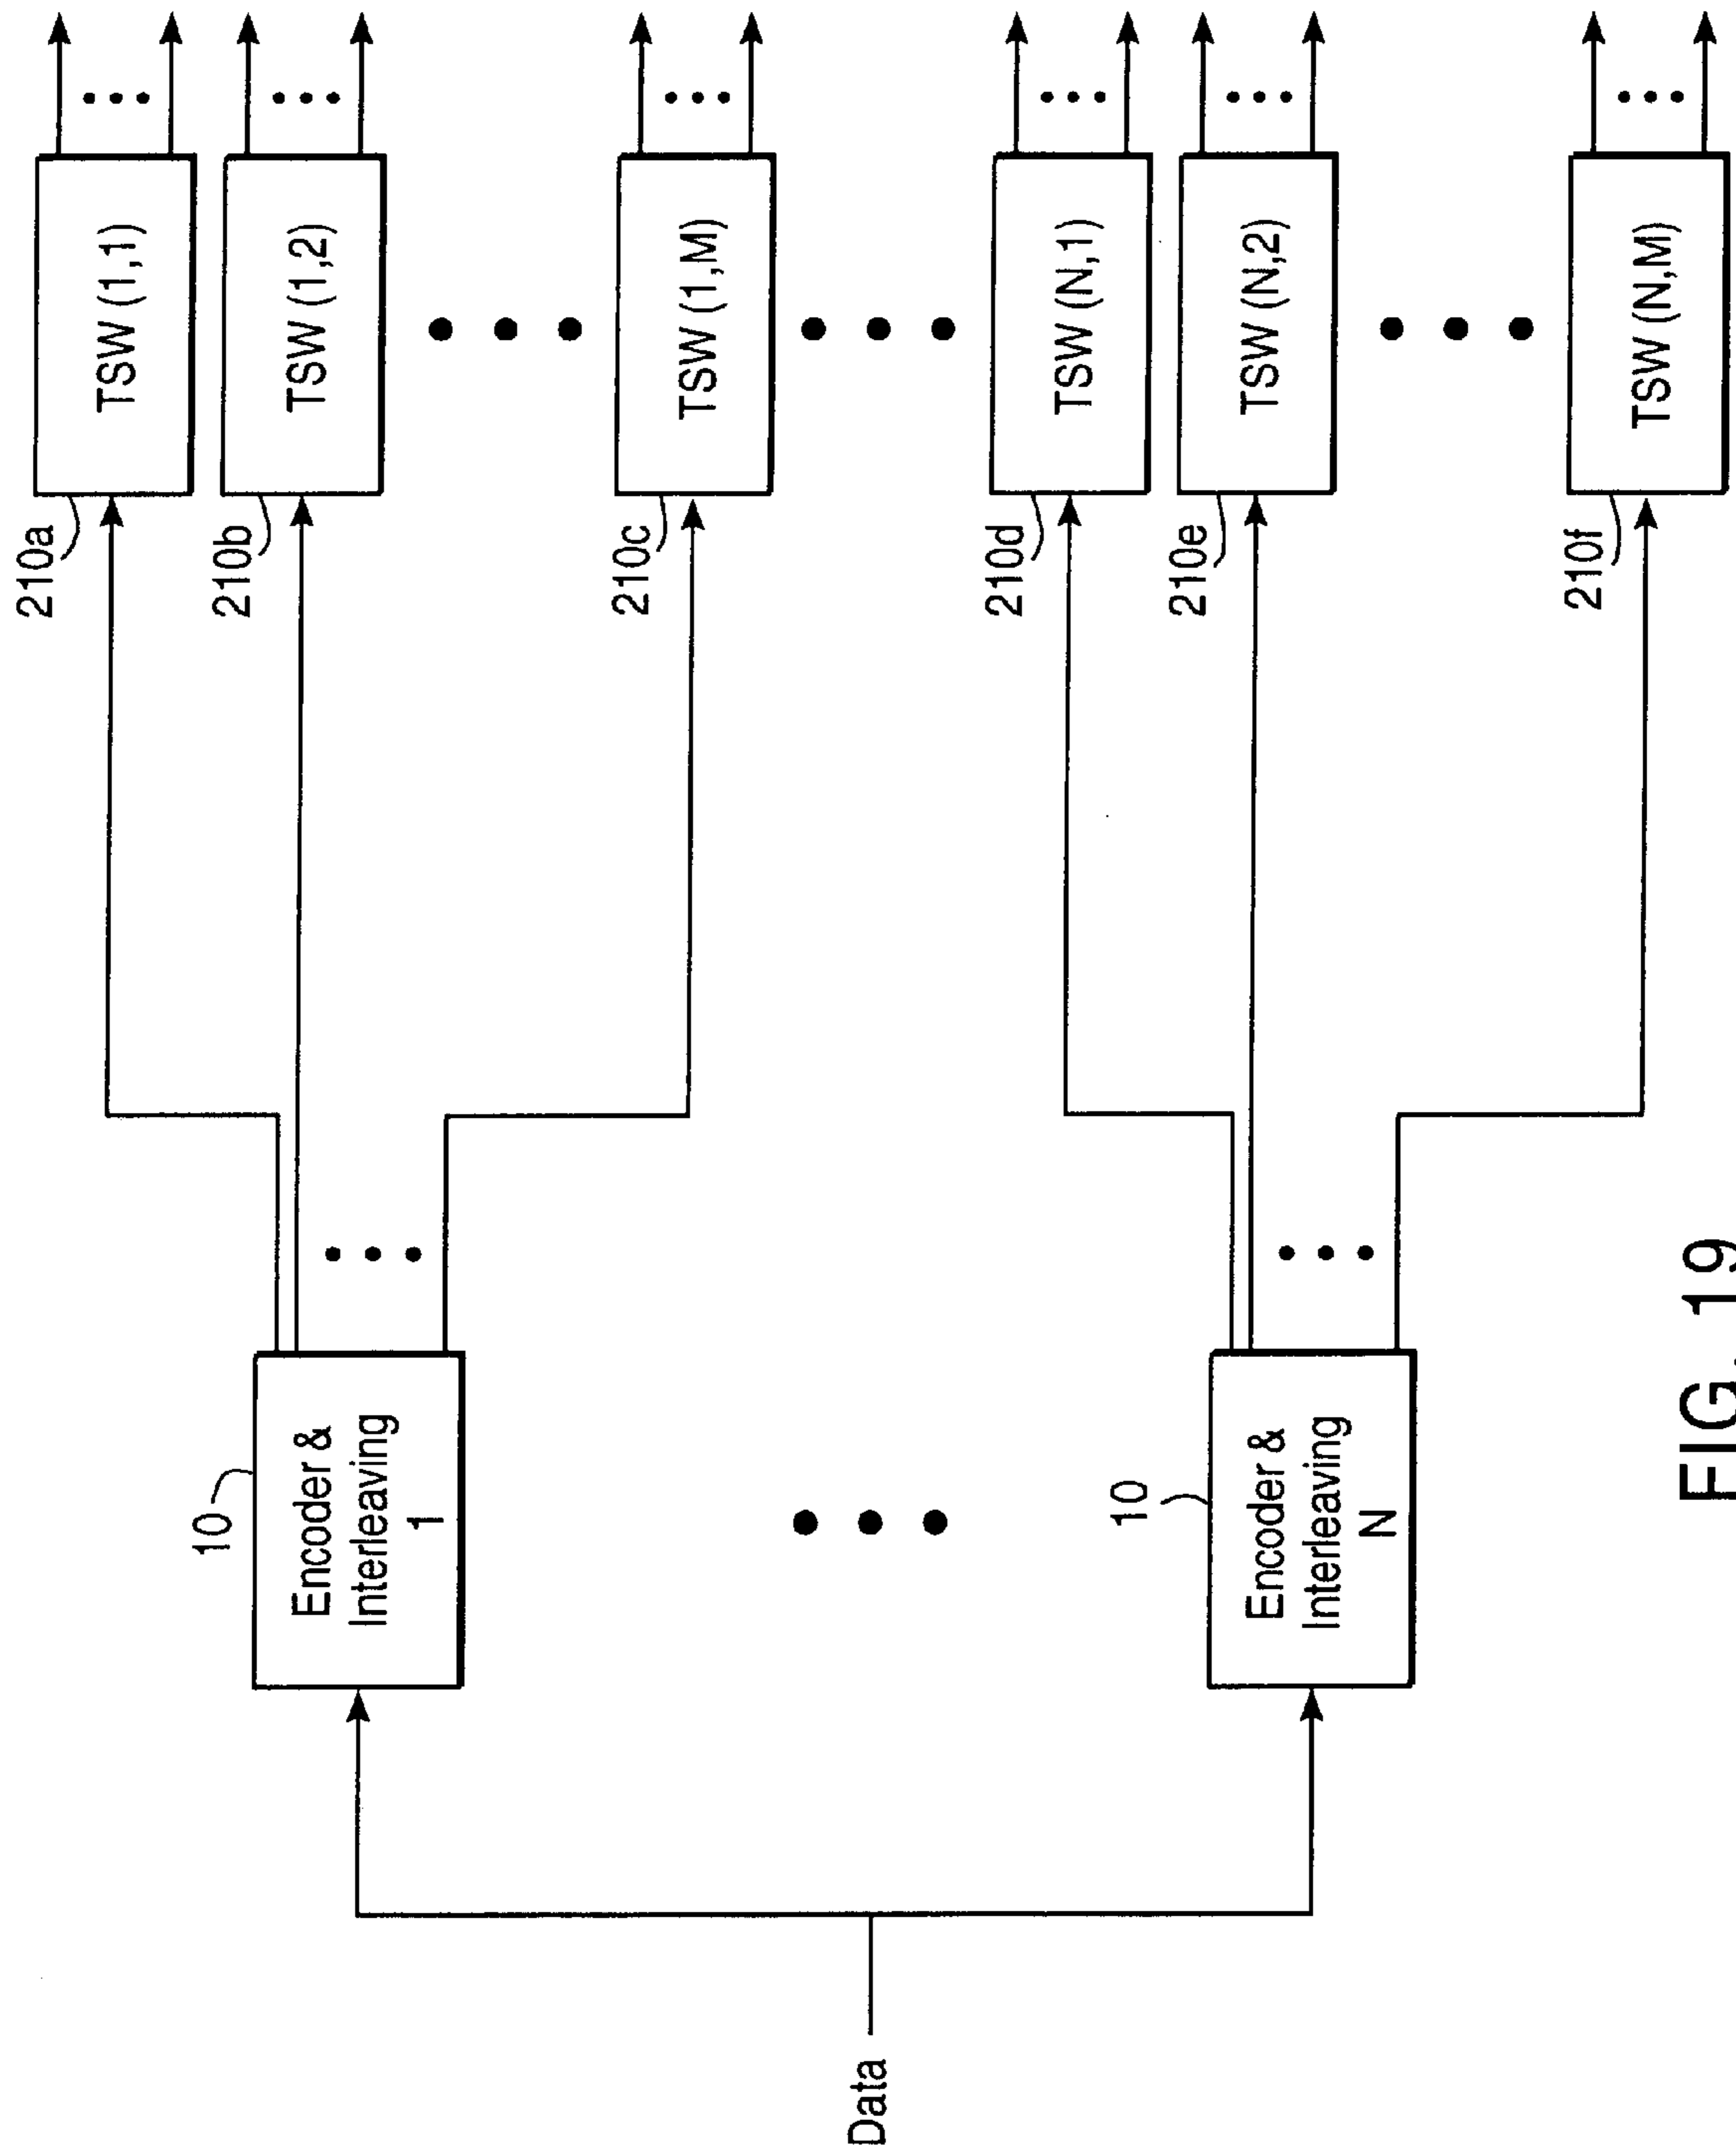 Data
10
Encoder &
Interleaving
1
10
Encoder &
Interleaving
N
210a
TSW (1,1)
210b
TSW (1,2)
210c
TSW (1,M)
210d
TSW (N,1)
210e
TSW (N,2)
210f
TSW (N,M)
FIG. 19